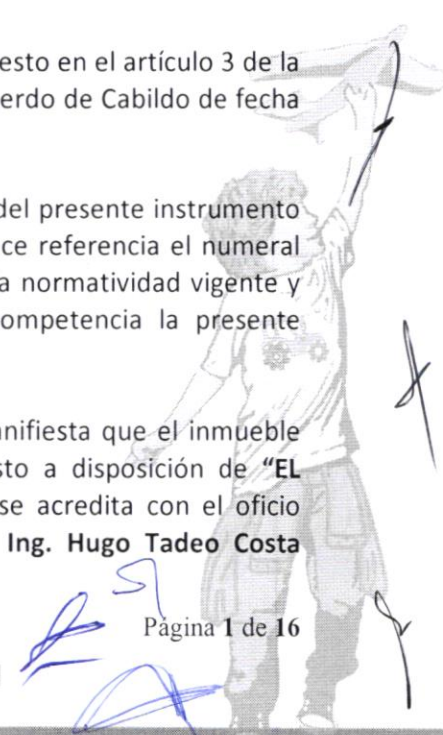 esto en el artículo 3 de la
uerdo de Cabildo de fecha
del presente instrumento
ce referencia el numeral
a normatividad vigente y
ompetencia la presente
anifiesta que el inmueble
sto a disposición de "EL
se acredita con el oficio
Ing. Hugo Tadeo Costa
Página 1 de 16